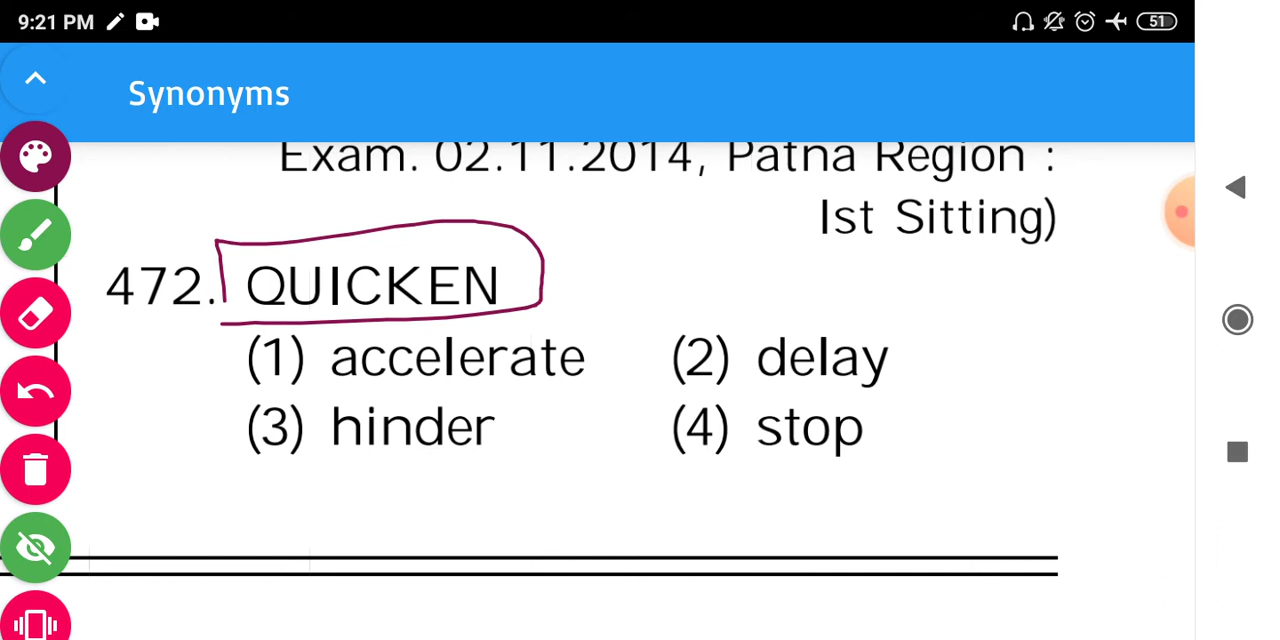 9:21 PM 51
Synonyms
Exam. 02.11.2014, Patna Region :
Ist Sitting)
472. QUICKEN
(1) accelerate (2) delay
(3) hinder (4) stop